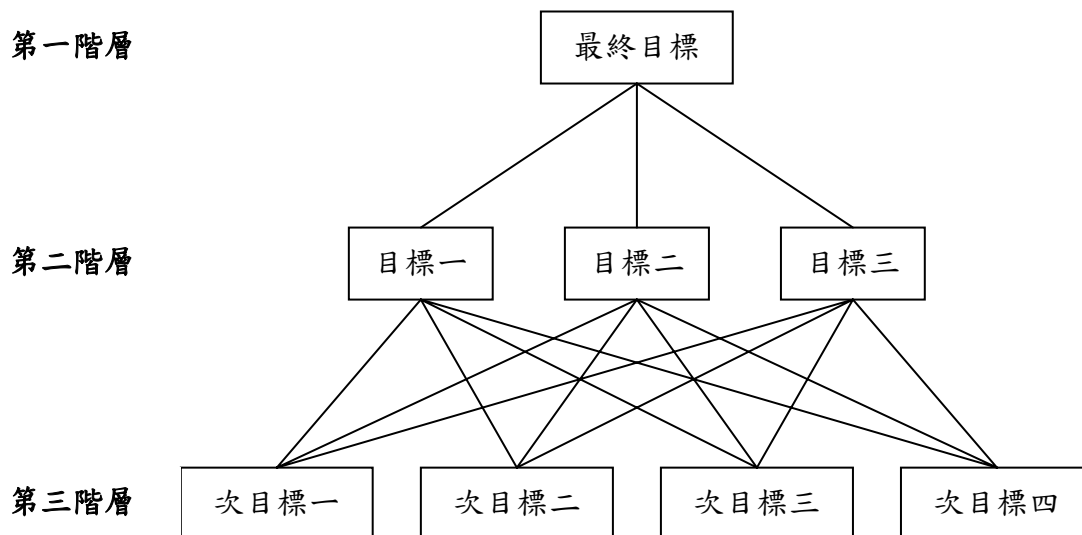 第一階層 最終目標
第二階層 目標一 目標二 目標三
第三階層 次目標一 次目標二 次目標三 次目標四